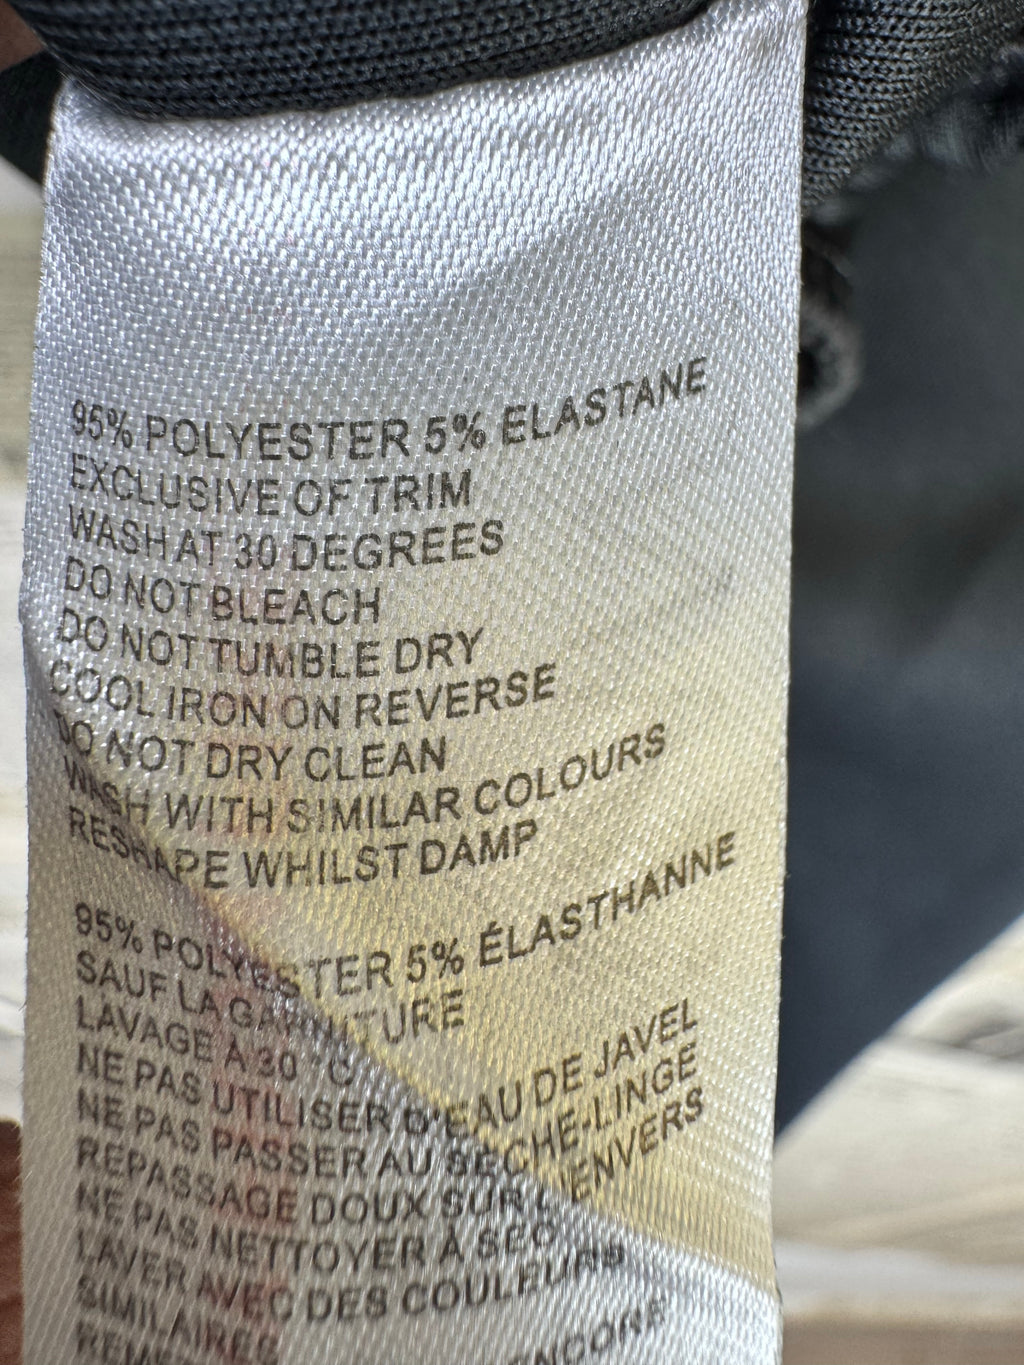 95% POLYESTER 5% ELASTANE
EXCLUSIVE OF TRIM
WASH AT 30 DEGREES
DO NOT BLEACH
DO NOT TUMBLE DRY
COOL IRON ON REVERSE
DO NOT DRY CLEAN
WASH WITH SIMILAR COLOURS
RESHAPE WHILST DAMP
95% POLYESTER 5% ÉLASTHANNE
SAUF LA GARNITURE
LAVAGE À 30 °C
NE PAS UTILISER D'EAU DE JAVEL
NE PAS PASSER AU SÈCHE-LINGE
REPASSAGE DOUX SUR L'ENVERS
NE PAS NETTOYER À SEC
LAVER AVEC DES COULEURS
SIMILAIRES
ENCORE